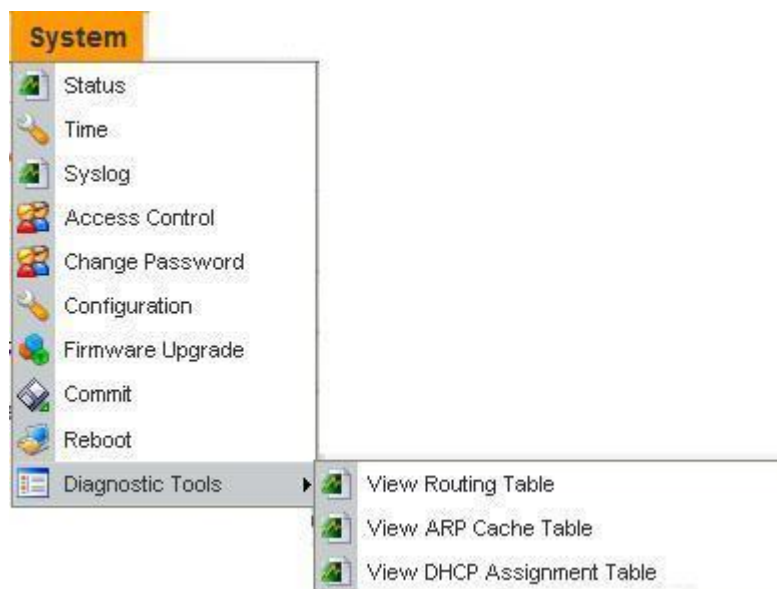 System
Status
Time
Syslog
Access Control
Change Password
Configuration
Firmware Upgrade
Commit
Reboot
Diagnostic Tools
View Routing Table
View ARP Cache Table
View DHCP Assignment Table